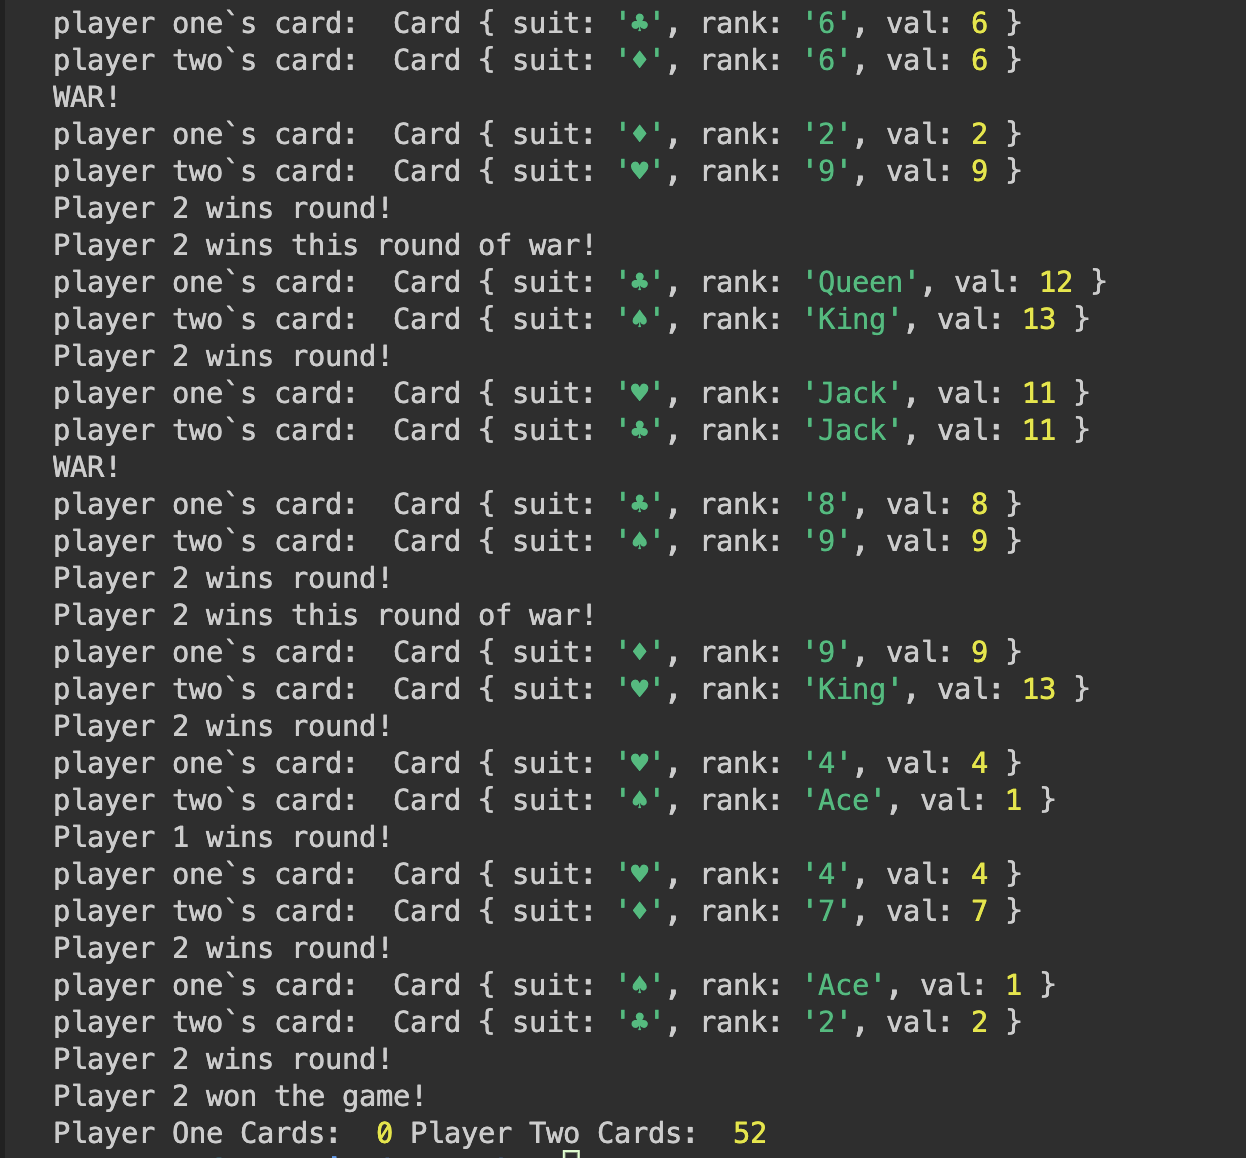 player one`s card:  Card { suit: '♣', rank: '6', val: 6 }
player two`s card:  Card { suit: '♦', rank: '6', val: 6 }
WAR!
player one`s card:  Card { suit: '♦', rank: '2', val: 2 }
player two`s card:  Card { suit: '♥', rank: '9', val: 9 }
Player 2 wins round!
Player 2 wins this round of war!
player one`s card:  Card { suit: '♣', rank: 'Queen', val: 12 }
player two`s card:  Card { suit: '♠', rank: 'King', val: 13 }
Player 2 wins round!
player one`s card:  Card { suit: '♥', rank: 'Jack', val: 11 }
player two`s card:  Card { suit: '♣', rank: 'Jack', val: 11 }
WAR!
player one`s card:  Card { suit: '♣', rank: '8', val: 8 }
player two`s card:  Card { suit: '♠', rank: '9', val: 9 }
Player 2 wins round!
Player 2 wins this round of war!
player one`s card:  Card { suit: '♦', rank: '9', val: 9 }
player two`s card:  Card { suit: '♥', rank: 'King', val: 13 }
Player 2 wins round!
player one`s card:  Card { suit: '♥', rank: '4', val: 4 }
player two`s card:  Card { suit: '♠', rank: 'Ace', val: 1 }
Player 1 wins round!
player one`s card:  Card { suit: '♥', rank: '4', val: 4 }
player two`s card:  Card { suit: '♦', rank: '7', val: 7 }
Player 2 wins round!
player one`s card:  Card { suit: '♠', rank: 'Ace', val: 1 }
player two`s card:  Card { suit: '♣', rank: '2', val: 2 }
Player 2 wins round!
Player 2 won the game!
Player One Cards:  0 Player Two Cards:  52